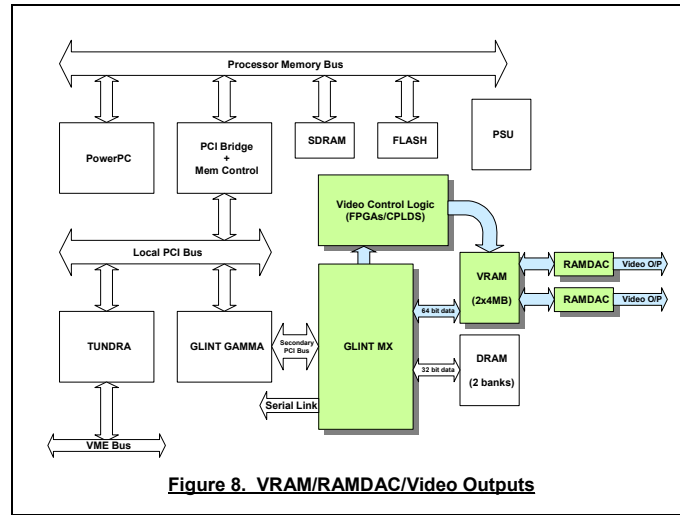 Processor Memory Bus
PowerPC
PCI Bridge
+
Mem Control
SDRAM
FLASH
PSU
Video Control Logic
(FPGAs/CPLDS)
Local PCI Bus
VRAM
(2x4MB)
RAMDAC
Video O/P
RAMDAC
Video O/P
TUNDRA
GLINT GAMMA
Secondary
PCI Bus
GLINT MX
64 bit data
32 bit data
DRAM
(2 banks)
Serial Link
VME Bus
Figure 8. VRAM/RAMDAC/Video Outputs